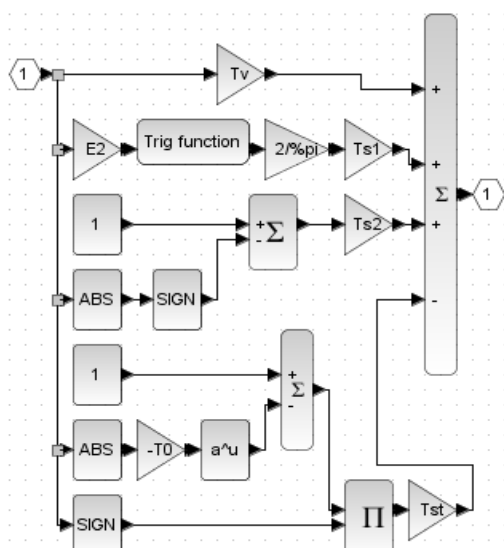 1
Tv
+
E2
Trig function
2/%pi
Ts1
+
Σ
1
1
+
-
Σ
Ts2
+
ABS
SIGN
-
1
+
-
Σ
ABS
-T0
a^u
SIGN
Π
Tst